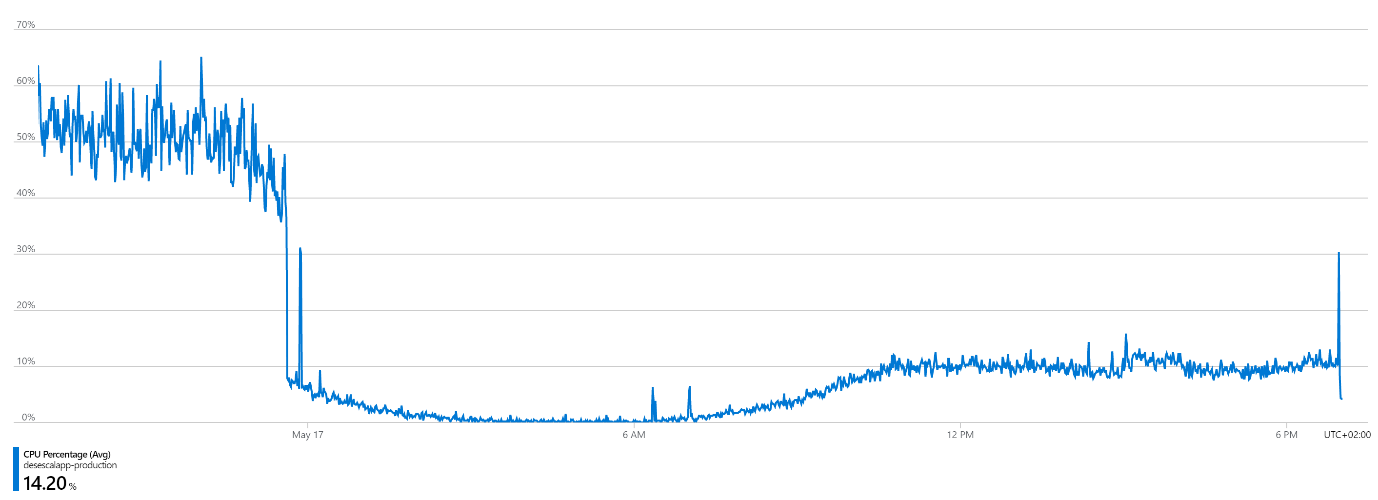 70%
60%
50%
40%
30%
20%
10%
0%
May 17
6 AM
12 PM
6 PM
UTC+02:00
CPU Percentage (Avg)
desescalapp-production
14.20 %